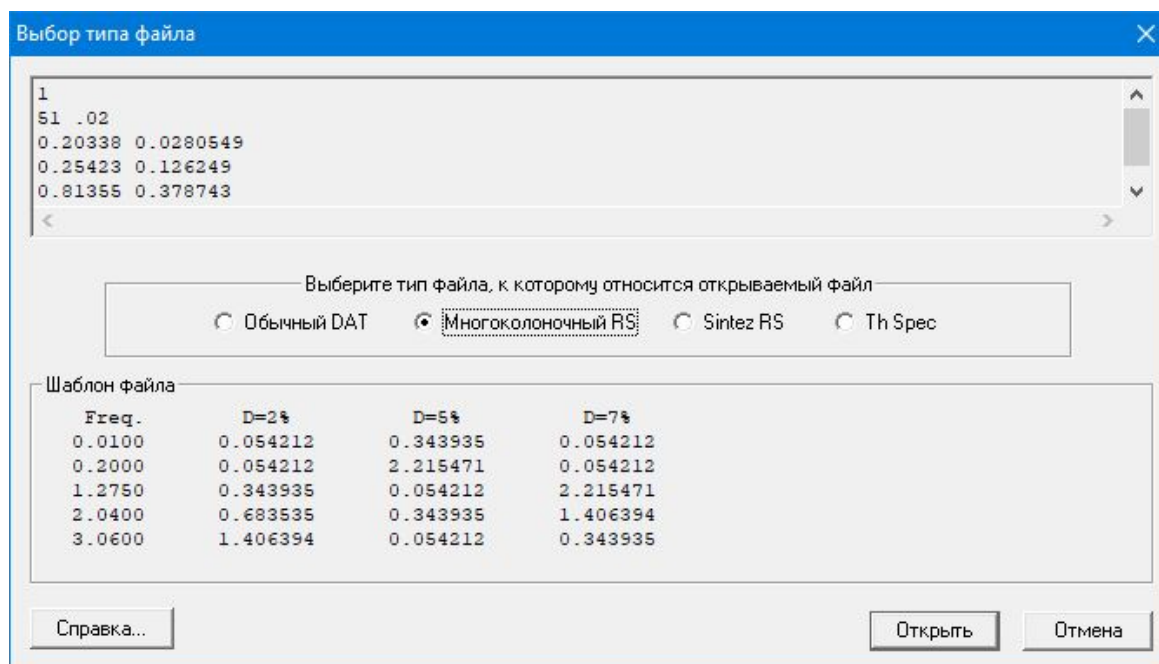 Выбор типа файла
1
51 .02
0.20338 0.0280549
0.25423 0.126249
0.81355 0.378743
Выберите тип файла, к которому относится открываемый файл
Обычный DAT Многоколоночный RS Sintez RS Th Spec
Шаблон файла
Freq. D=2% D=5% D=7%
0.0100 0.054212 0.343935 0.054212
0.2000 0.054212 2.215471 0.054212
1.2750 0.343935 0.054212 2.215471
2.0400 0.683535 0.343935 1.406394
3.0600 1.406394 0.054212 0.343935
Справка... Открыть Отмена